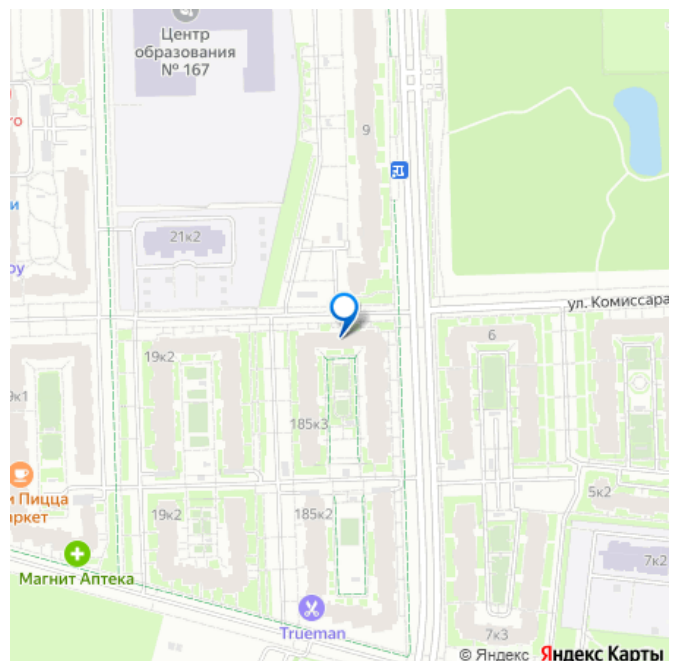 Центр
образования
№ 167
9
21к2
ул. Комиссара
6
19к2
185к3
5к2
19к2
185к2
7к2
Магнит Аптека
Trueman
7к3
© Яндекс Яндекс Карты